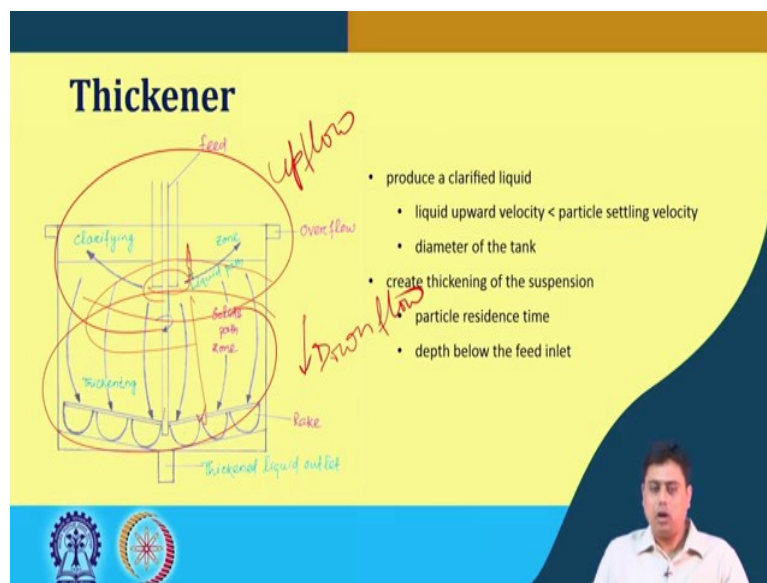 Thickener
feed
upflow
clarifying
zone
overflow
Liquid path
Solids
path
zone
Downflow
Thickening
Rake
Thickened liquid outlet
• produce a clarified liquid
• liquid upward velocity < particle settling velocity
• diameter of the tank
• create thickening of the suspension
• particle residence time
• depth below the feed inlet